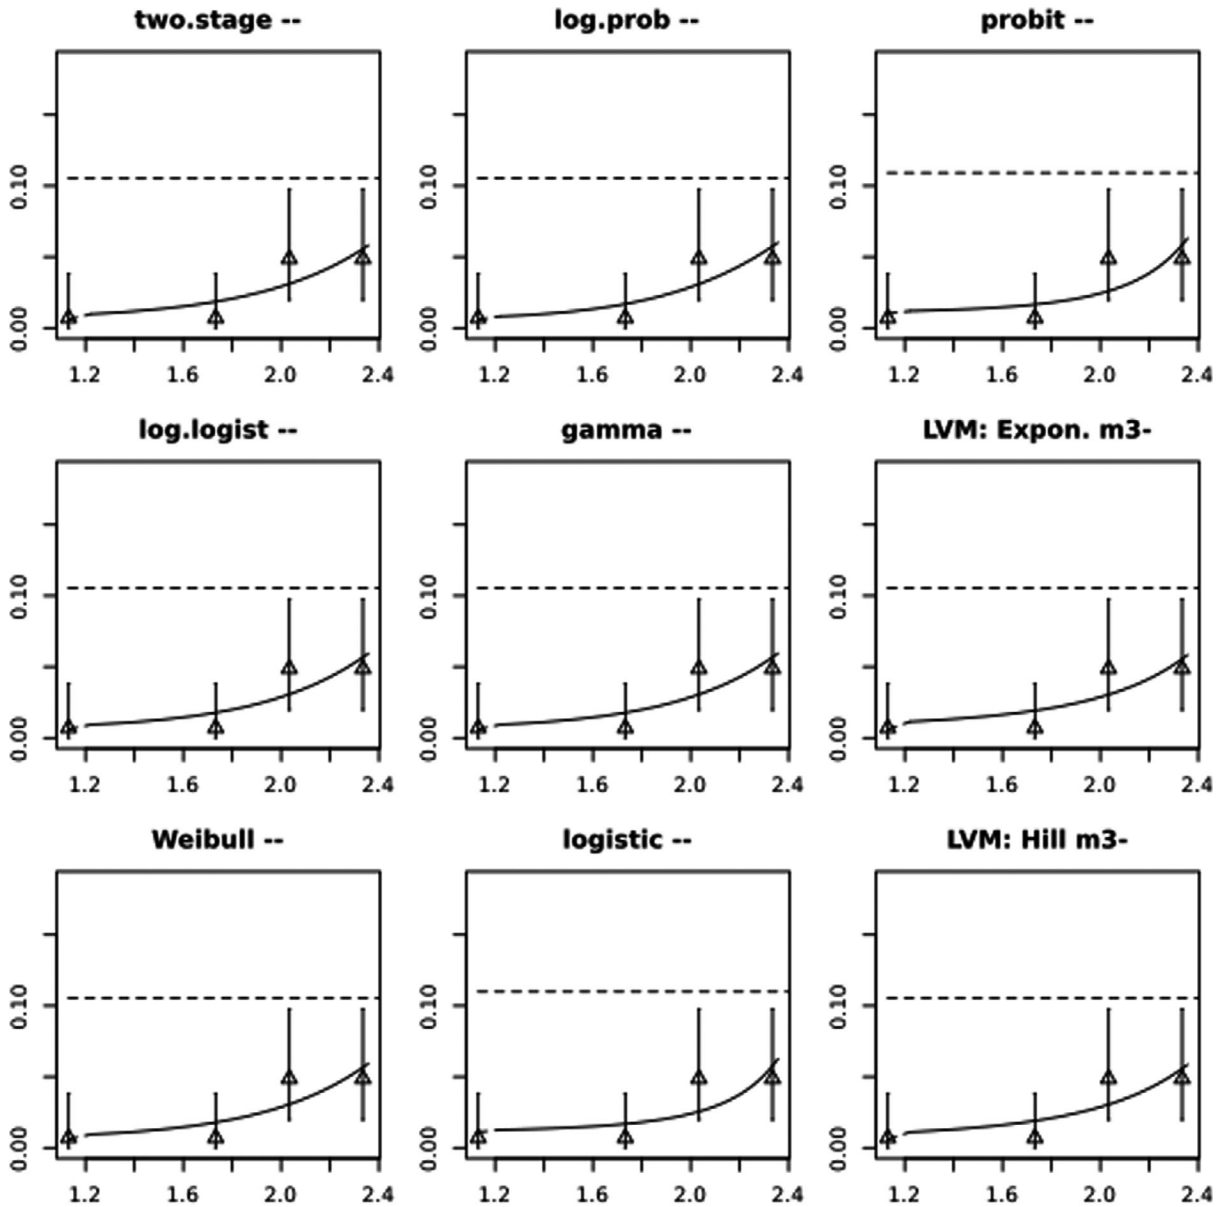 two.stage --
log.prob --
probit --
0.10
0.00
1.2 1.6 2.0 2.4
0.10
0.00
1.2 1.6 2.0 2.4
0.10
0.00
1.2 1.6 2.0 2.4
log.logist --
gamma --
LVM: Expon. m3-
0.10
0.00
1.2 1.6 2.0 2.4
0.10
0.00
1.2 1.6 2.0 2.4
0.10
0.00
1.2 1.6 2.0 2.4
Weibull --
logistic --
LVM: Hill m3-
0.10
0.00
1.2 1.6 2.0 2.4
0.10
0.00
1.2 1.6 2.0 2.4
0.10
0.00
1.2 1.6 2.0 2.4